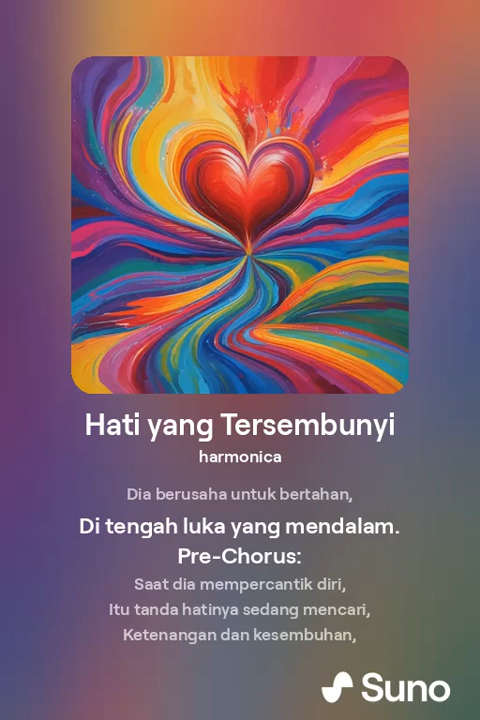 Hati yang Tersembunyi
harmonica
Dia berusaha untuk bertahan,
Di tengah luka yang mendalam.
Pre-Chorus:
Saat dia mempercantik diri,
Itu tanda hatinya sedang mencari,
Ketenangan dan kesembuhan,
Suno